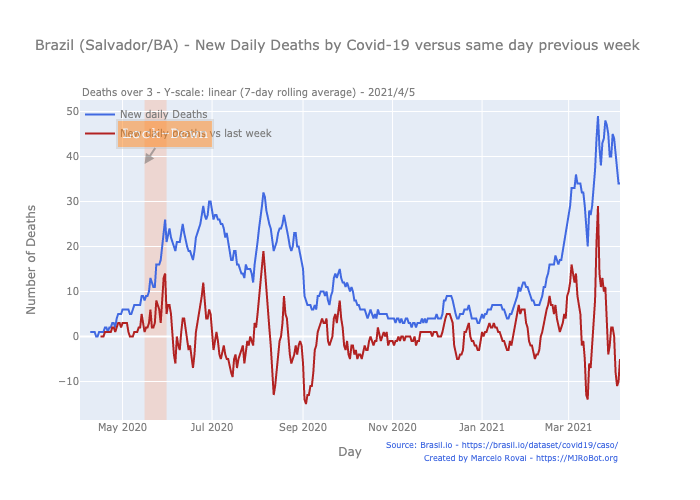 Brazil (Salvador/BA) - New Daily Deaths by Covid-19 versus same day previous week
Deaths over 3 - Y-scale: linear (7-day rolling average) - 2021/4/5
New daily Deaths
New daily Deaths vs last week
Lock-Down
Number of Deaths
50
40
30
20
10
0
−10
May 2020
Jul 2020
Sep 2020
Nov 2020
Jan 2021
Mar 2021
Day
Source: Brasil.io - https://brasil.io/dataset/covid19/caso/
Created by Marcelo Rovai - https://MJRoBot.org